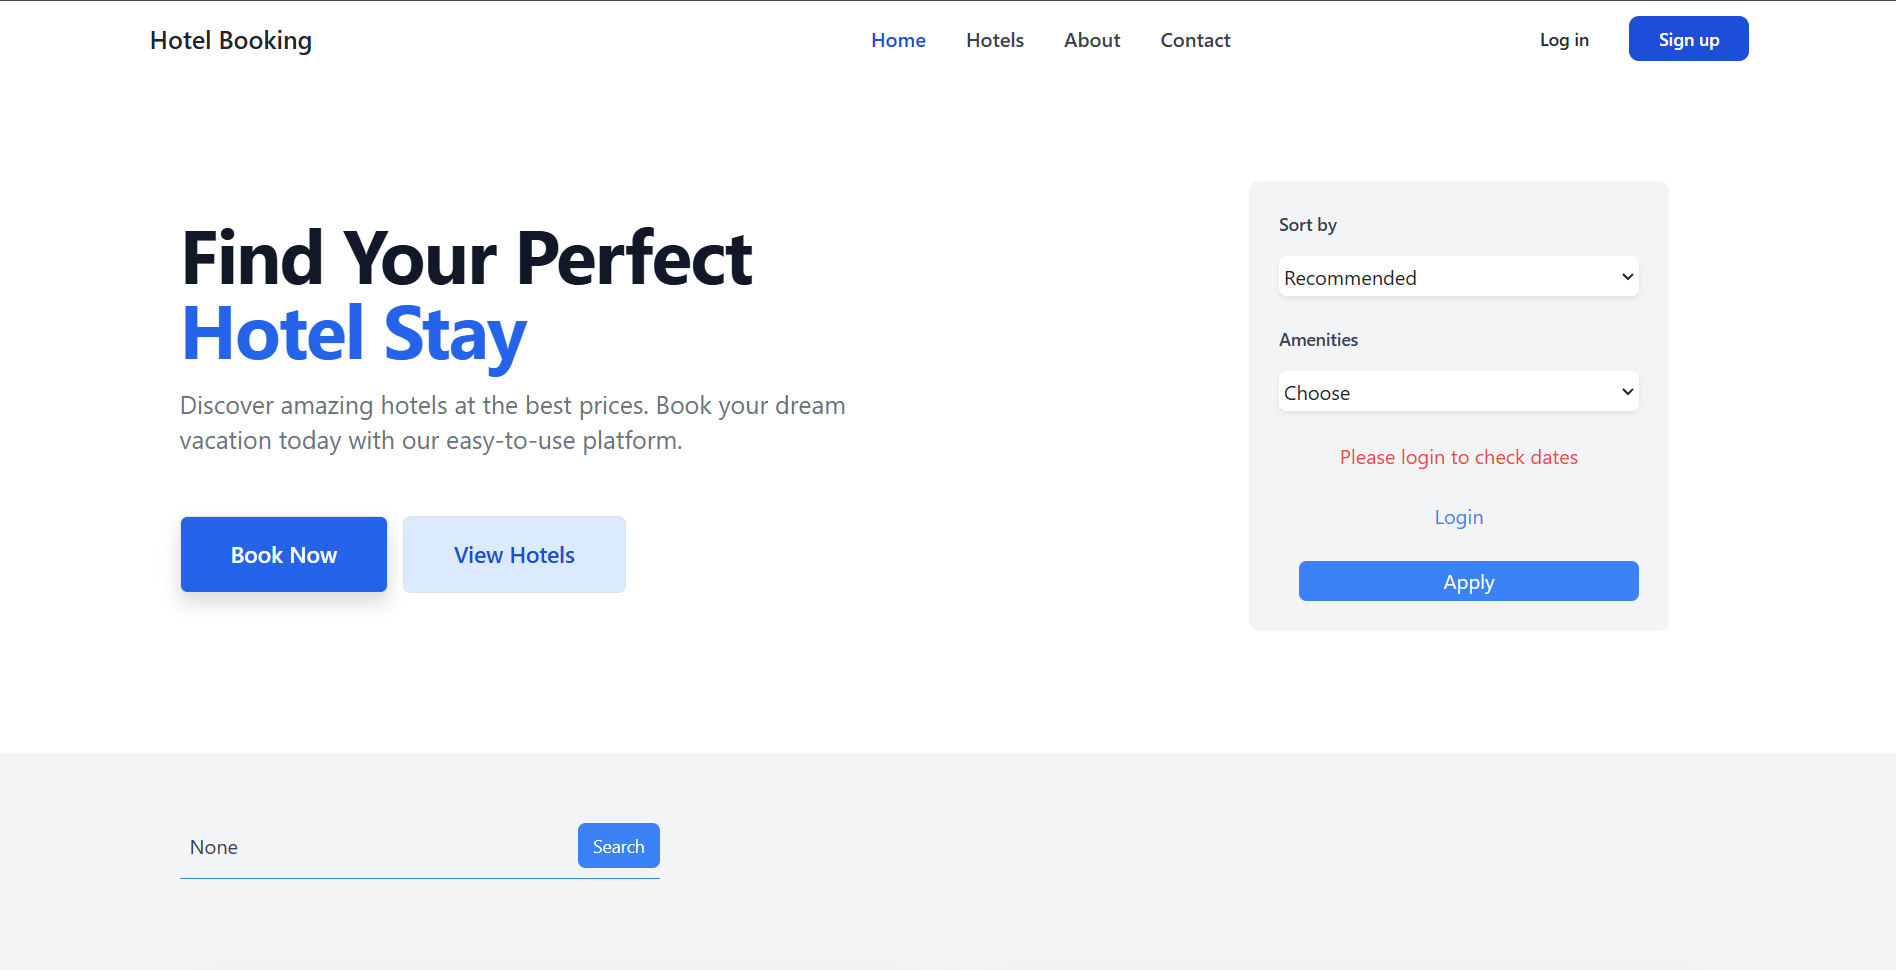 Hotel Booking
Home Hotels About Contact
Log in Sign up
Find Your Perfect
Hotel Stay
Discover amazing hotels at the best prices. Book your dream
vacation today with our easy-to-use platform.
Book Now View Hotels
Sort by
Recommended
Amenities
Choose
Please login to check dates
Login
Apply
None Search